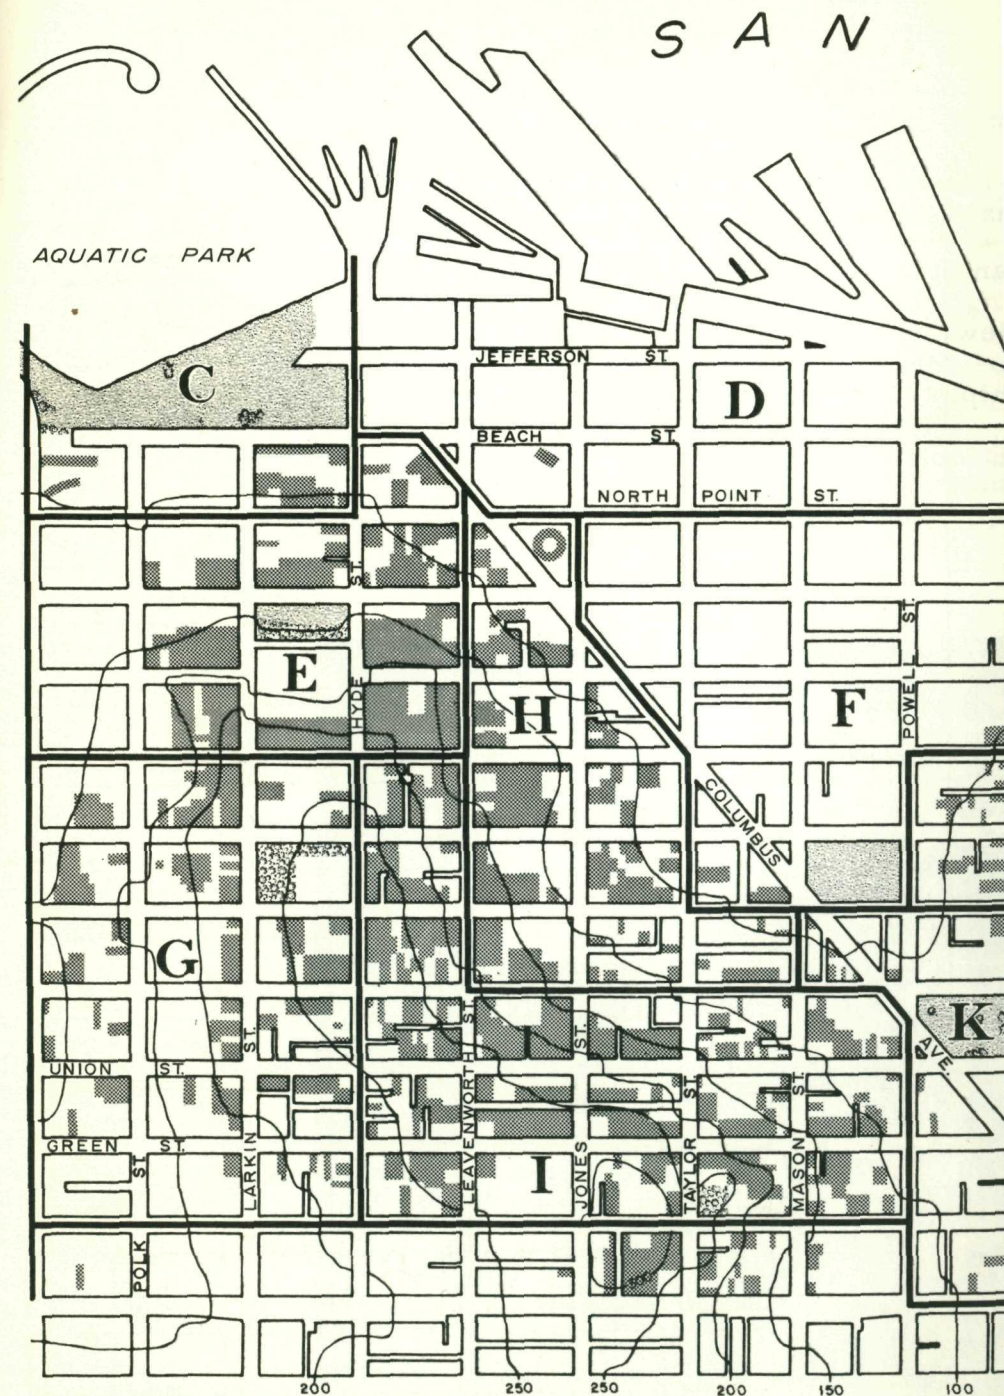 SAN
AQUATIC PARK
JEFFERSON ST.
C
D
BEACH ST.
NORTH POINT ST.
ST.
HYDE
ST.
POWELL
E
H
F
COLUMBUS
G
K
AVE.
ST.
ST.
ST.
UNION ST.
ST.
ST.
GREEN ST.
ST.
LARKIN
LEAVENWORTH
I
JONES
TAYLOR
MASON
POLK
200 250 250 200 150 100